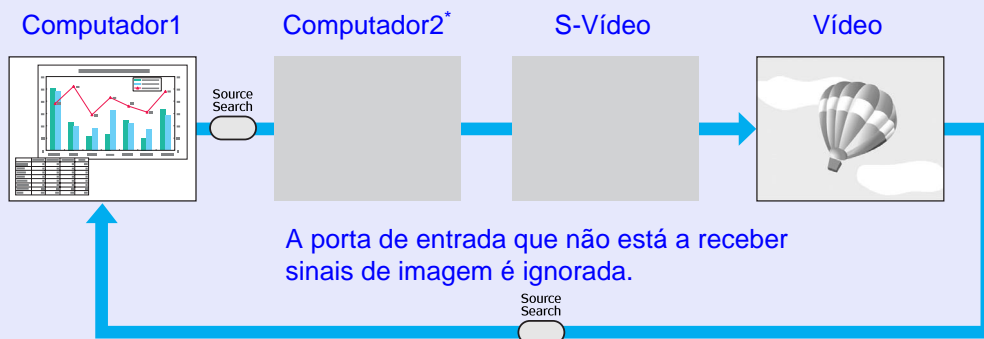 Computador1 Computador2* S-Vídeo Vídeo
Source
Search
A porta de entrada que não está a receber
sinais de imagem é ignorada.
Source
Search